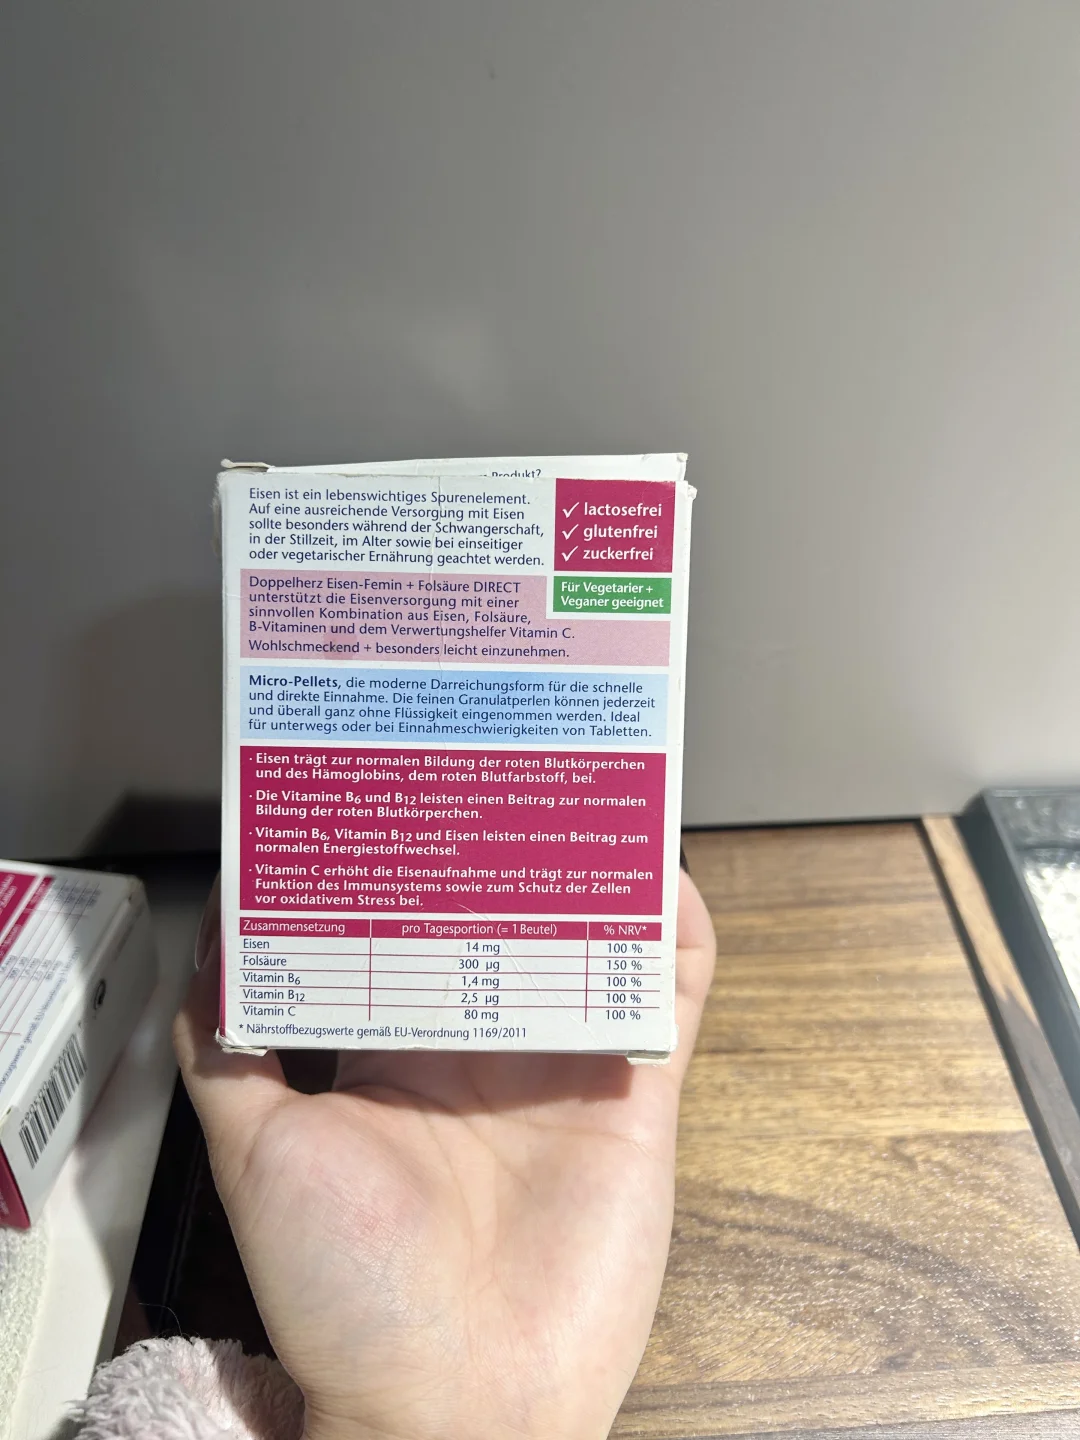 Produkt?
Eisen ist ein lebenswichtiges Spurenelement.
Auf eine ausreichende Versorgung mit Eisen
sollte besonders während der Schwangerschaft,
in der Stillzeit, im Alter sowie bei einseitiger
oder vegetarischer Ernährung geachtet werden.
✓ lactosefrei
✓ glutenfrei
✓ zuckerfrei
Für Vegetarier +
Veganer geeignet
Doppelherz Eisen-Femin + Folsäure DIRECT
unterstützt die Eisenversorgung mit einer
sinnvollen Kombination aus Eisen, Folsäure,
B-Vitaminen und dem Verwertungshelfer Vitamin C.
Wohlschmeckend + besonders leicht einzunehmen.
Micro-Pellets, die moderne Darreichungsform für die schnelle
und direkte Einnahme. Die feinen Granulatperlen können jederzeit
und überall ganz ohne Flüssigkeit eingenommen werden. Ideal
für unterwegs oder bei Einnahmeschwierigkeiten von Tabletten.
· Eisen trägt zur normalen Bildung der roten Blutkörperchen
und des Hämoglobins, dem roten Blutfarbstoff, bei.
· Die Vitamine B6 und B12 leisten einen Beitrag zur normalen
Bildung der roten Blutkörperchen.
· Vitamin B6, Vitamin B12 und Eisen leisten einen Beitrag zum
normalen Energiestoffwechsel.
· Vitamin C erhöht die Eisenaufnahme und trägt zur normalen
Funktion des Immunsystems sowie zum Schutz der Zellen
vor oxidativem Stress bei.
Zusammensetzung pro Tagesportion (= 1 Beutel) % NRV*
Eisen 14 mg 100 %
Folsäure 300 µg 150 %
Vitamin B6 1,4 mg 100 %
Vitamin B12 2,5 µg 100 %
Vitamin C 80 mg 100 %
* Nährstoffbezugswerte gemäß EU-Verordnung 1169/2011